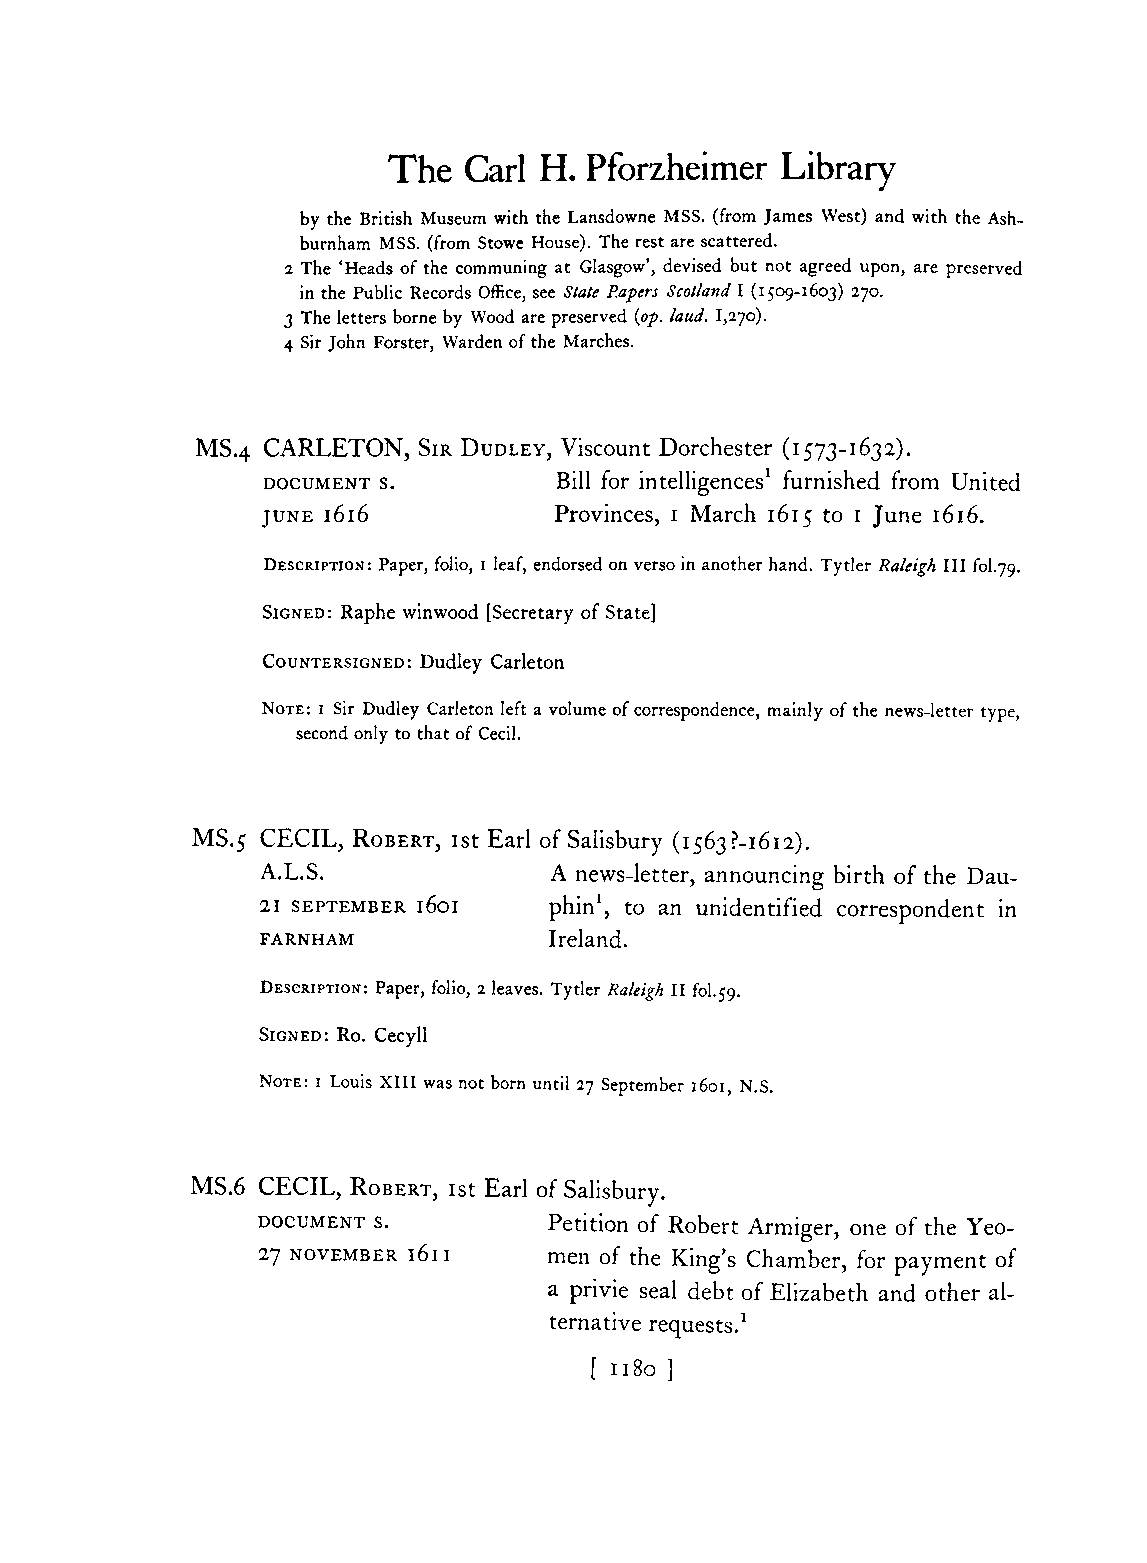 The Carl H. Pforzheimer Library
by the British Museum with the Lansdowne MSS. (from James West) and with the Ash-
burnham MSS. (from Stowe House). The rest are scattered.
2 The ‘Heads of the communing at Glasgow’, devised but not agreed upon, are preserved
in the Public Records Office, see State Papers Scotland I (1509-1603) 270.
3 The letters borne by Wood are preserved (op. laud. I,270).
4 Sir John Forster, Warden of the Marches.
MS.4 CARLETON, SIR DUDLEY, Viscount Dorchester (1573-1632).
DOCUMENT S. Bill for intelligences¹ furnished from United
JUNE 1616 Provinces, 1 March 1615 to 1 June 1616.
DESCRIPTION: Paper, folio, 1 leaf, endorsed on verso in another hand. Tytler Raleigh III fol.79.
SIGNED: Raphe winwood [Secretary of State]
COUNTERSIGNED: Dudley Carleton
NOTE: 1 Sir Dudley Carleton left a volume of correspondence, mainly of the news-letter type,
second only to that of Cecil.
MS.5 CECIL, ROBERT, 1st Earl of Salisbury (1563?-1612).
A.L.S. A news-letter, announcing birth of the Dau-
21 SEPTEMBER 1601 phin¹, to an unidentified correspondent in
FARNHAM Ireland.
DESCRIPTION: Paper, folio, 2 leaves. Tytler Raleigh II fol.59.
SIGNED: Ro. Cecyll
NOTE: 1 Louis XIII was not born until 27 September 1601, N.S.
MS.6 CECIL, ROBERT, 1st Earl of Salisbury.
DOCUMENT S. Petition of Robert Armiger, one of the Yeo-
27 NOVEMBER 1611 men of the King’s Chamber, for payment of
a privie seal debt of Elizabeth and other al-
ternative requests.¹
[ 1180 ]